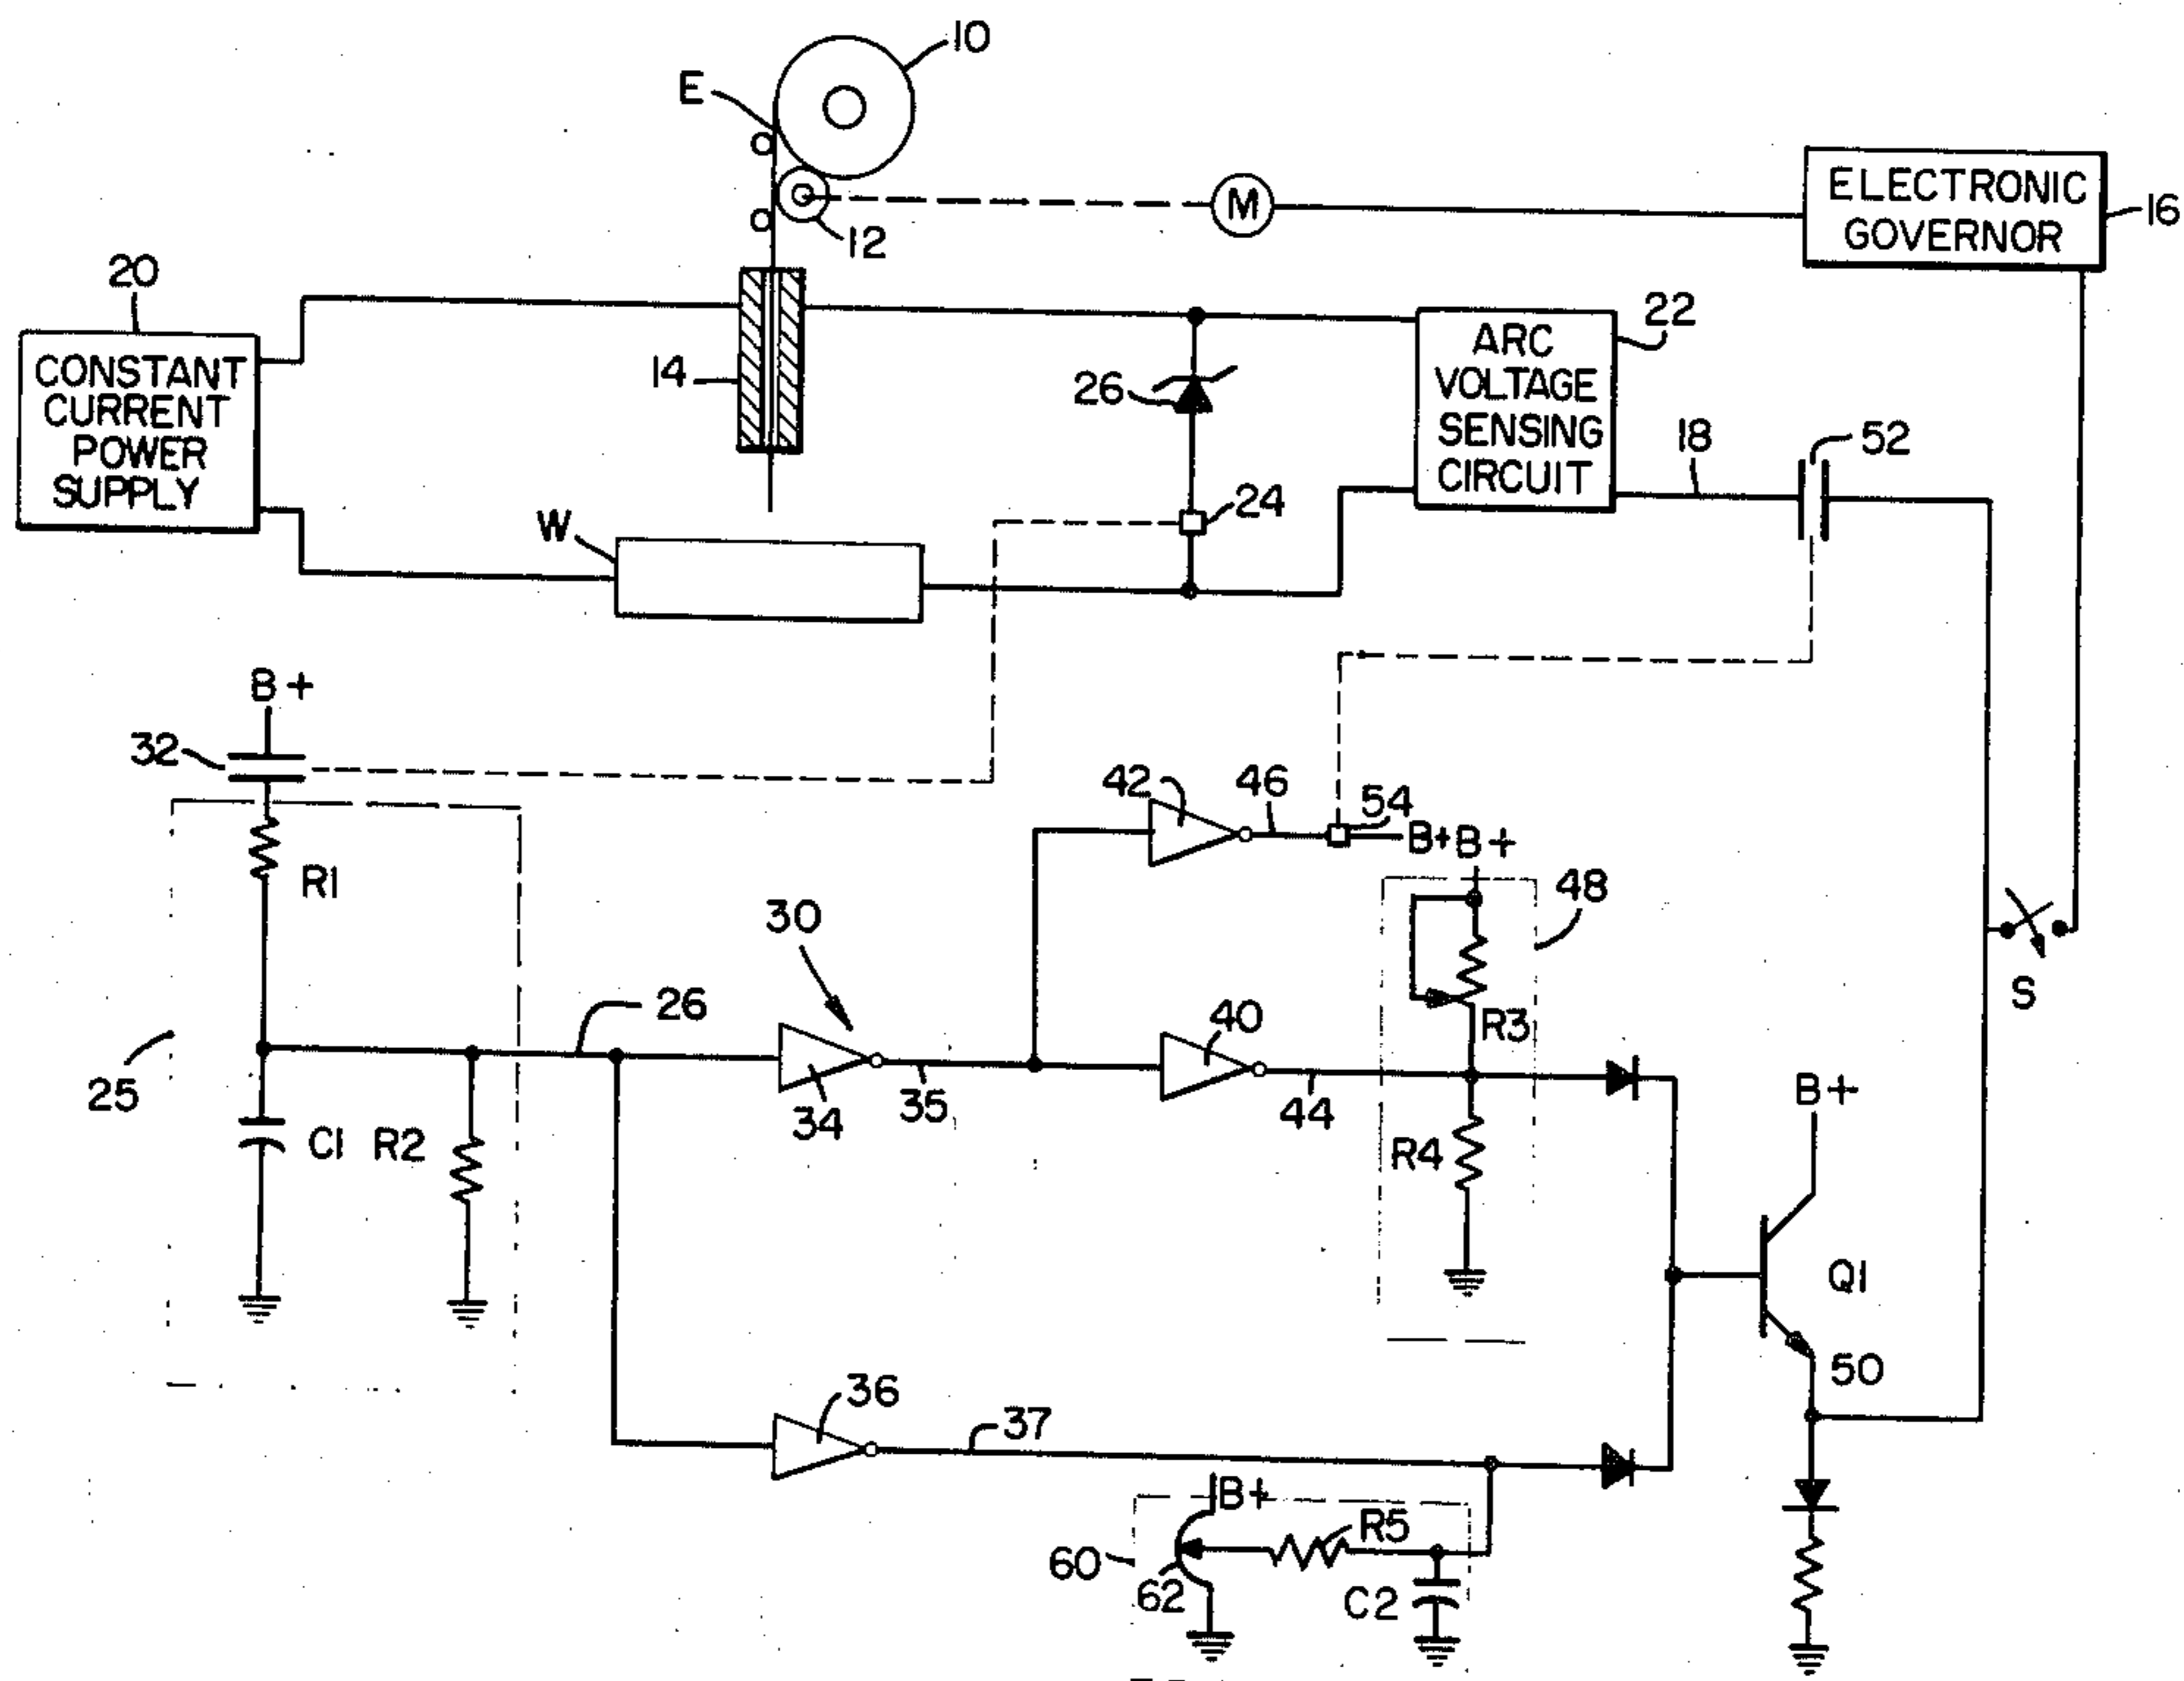 10
E
12
M
ELECTRONIC
GOVERNOR
16
20
CONSTANT
CURRENT
POWER
SUPPLY
14
26
ARC
VOLTAGE
SENSING
CIRCUIT
22
18
52
24
W
B+
32
R1
25
C1
R2
26
30
34
35
42
46
54
B+
B+
48
40
44
R3
R4
S
B+
Q1
50
36
37
B+
60
62
R5
C2